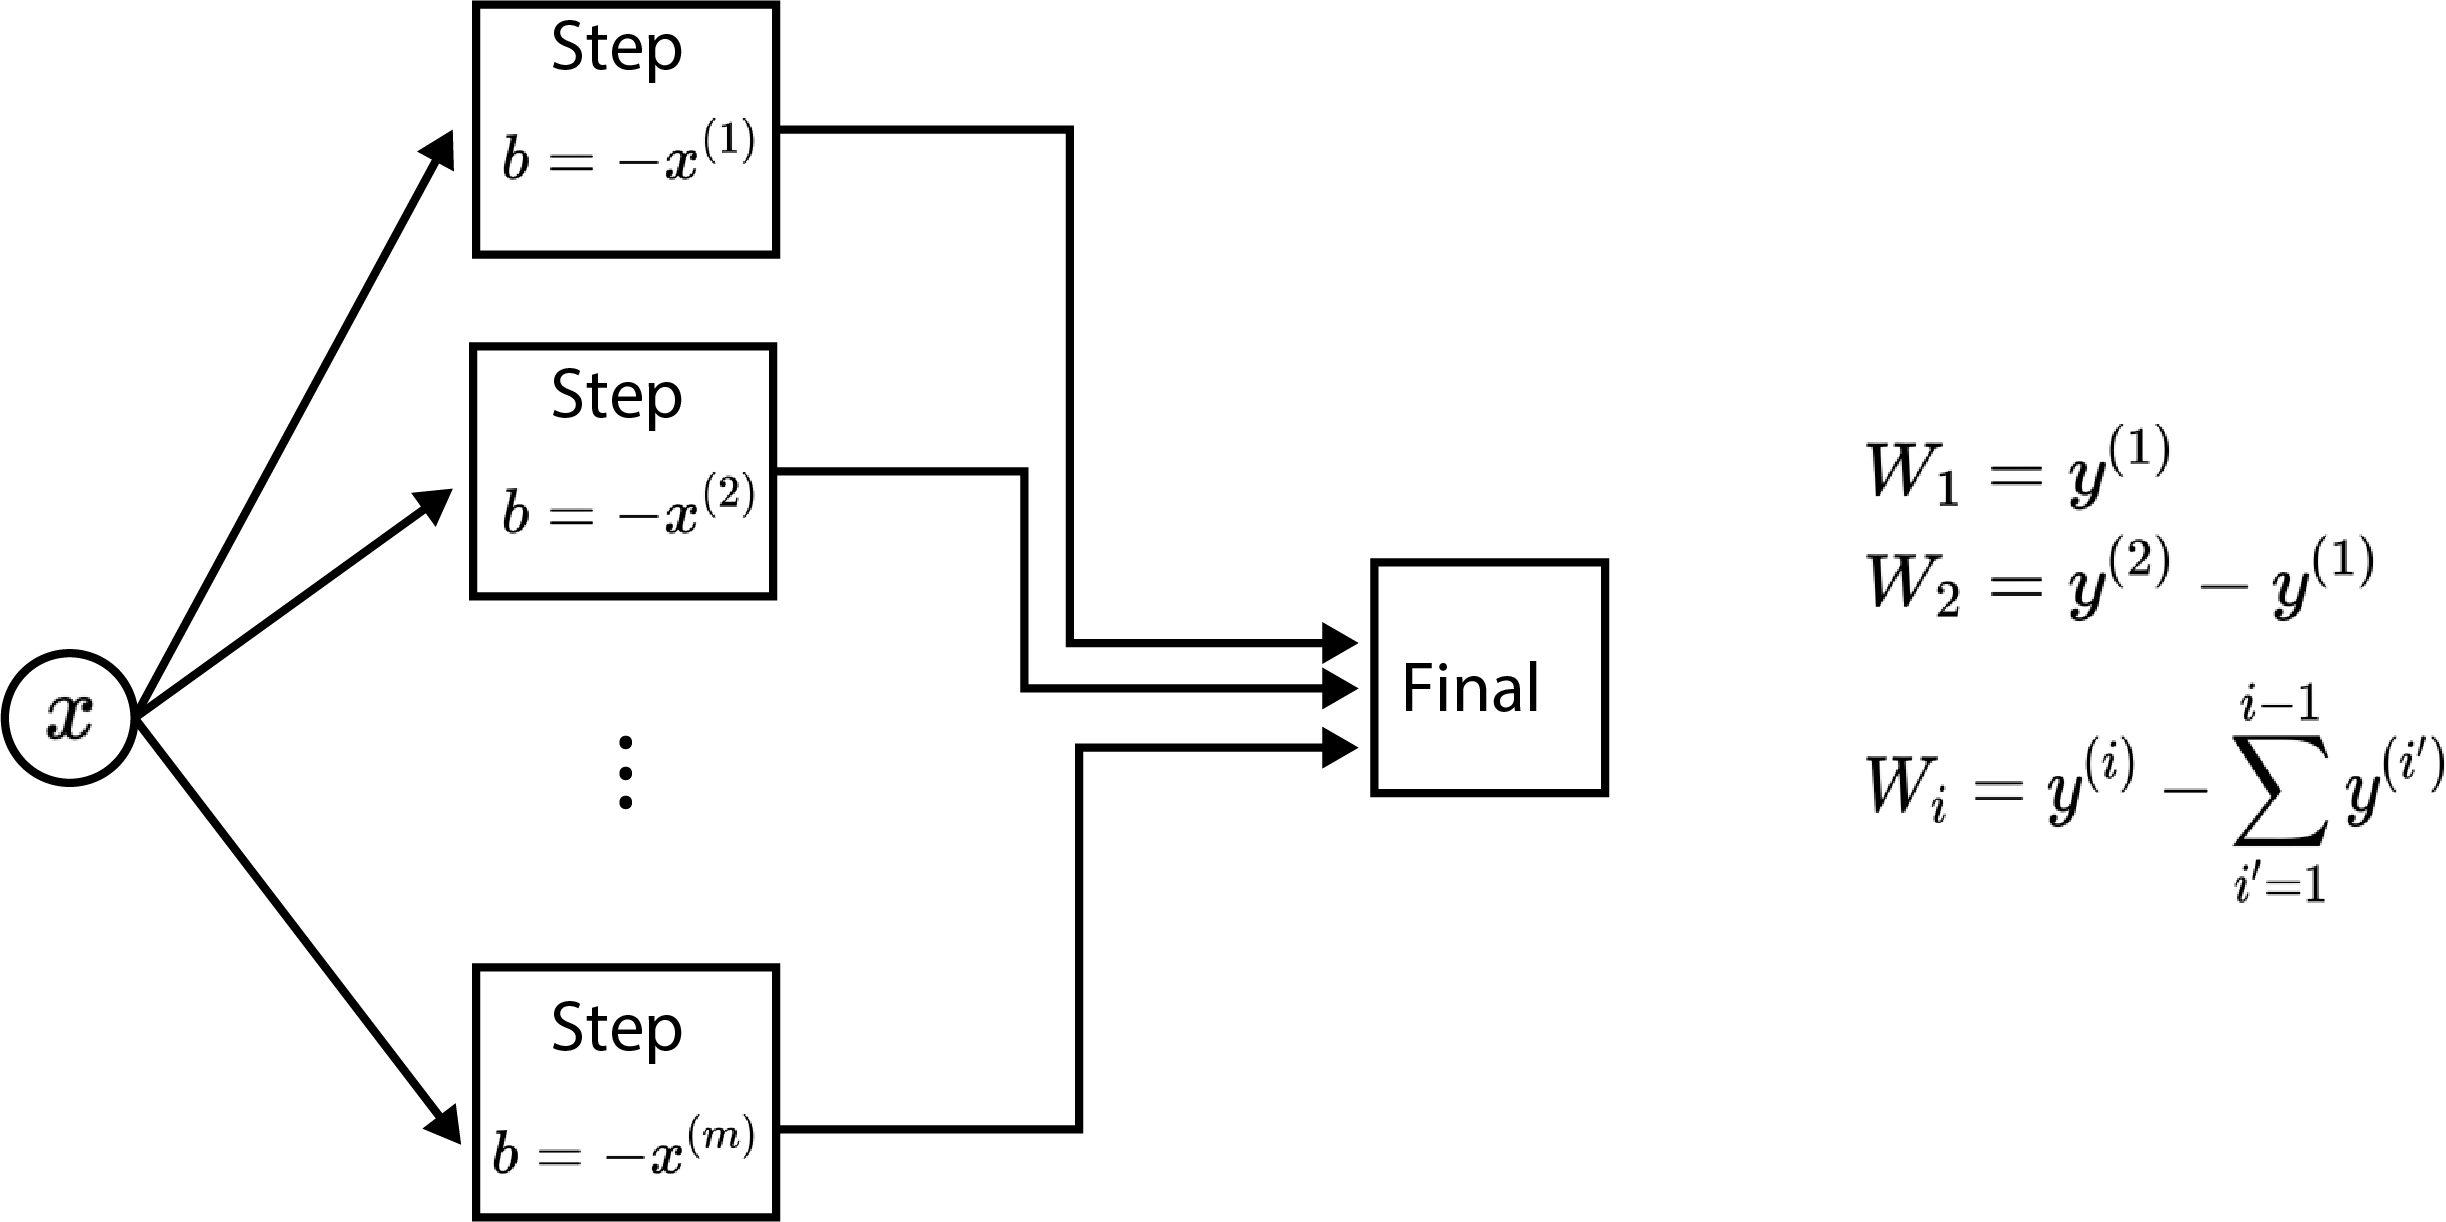 Step
b = −x^{(1)}
Step
b = −x^{(2)}
x
⋮
Step
b = −x^{(m)}
Final
W_1 = y^{(1)}
W_2 = y^{(2)} − y^{(1)}
W_i = y^{(i)} − \sum_{i'=1}^{i−1} y^{(i')}